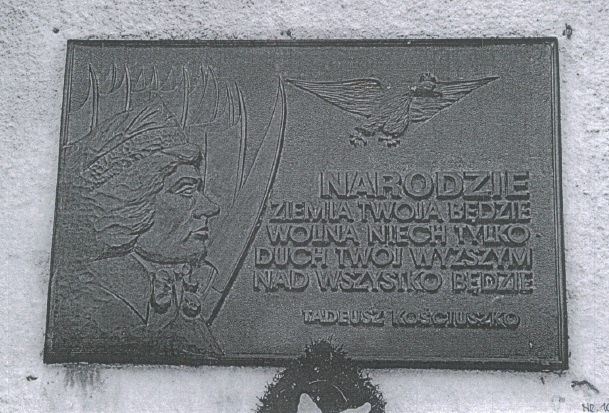 NARODZIE
ZIEMIA TWOJA BĘDZIE
WOLNA NIECH TYLKO
DUCH TWÓJ WYŻSZYM
NAD WSZYSTKO BĘDZIE
TADEUSZ KOŚCIUSZKO